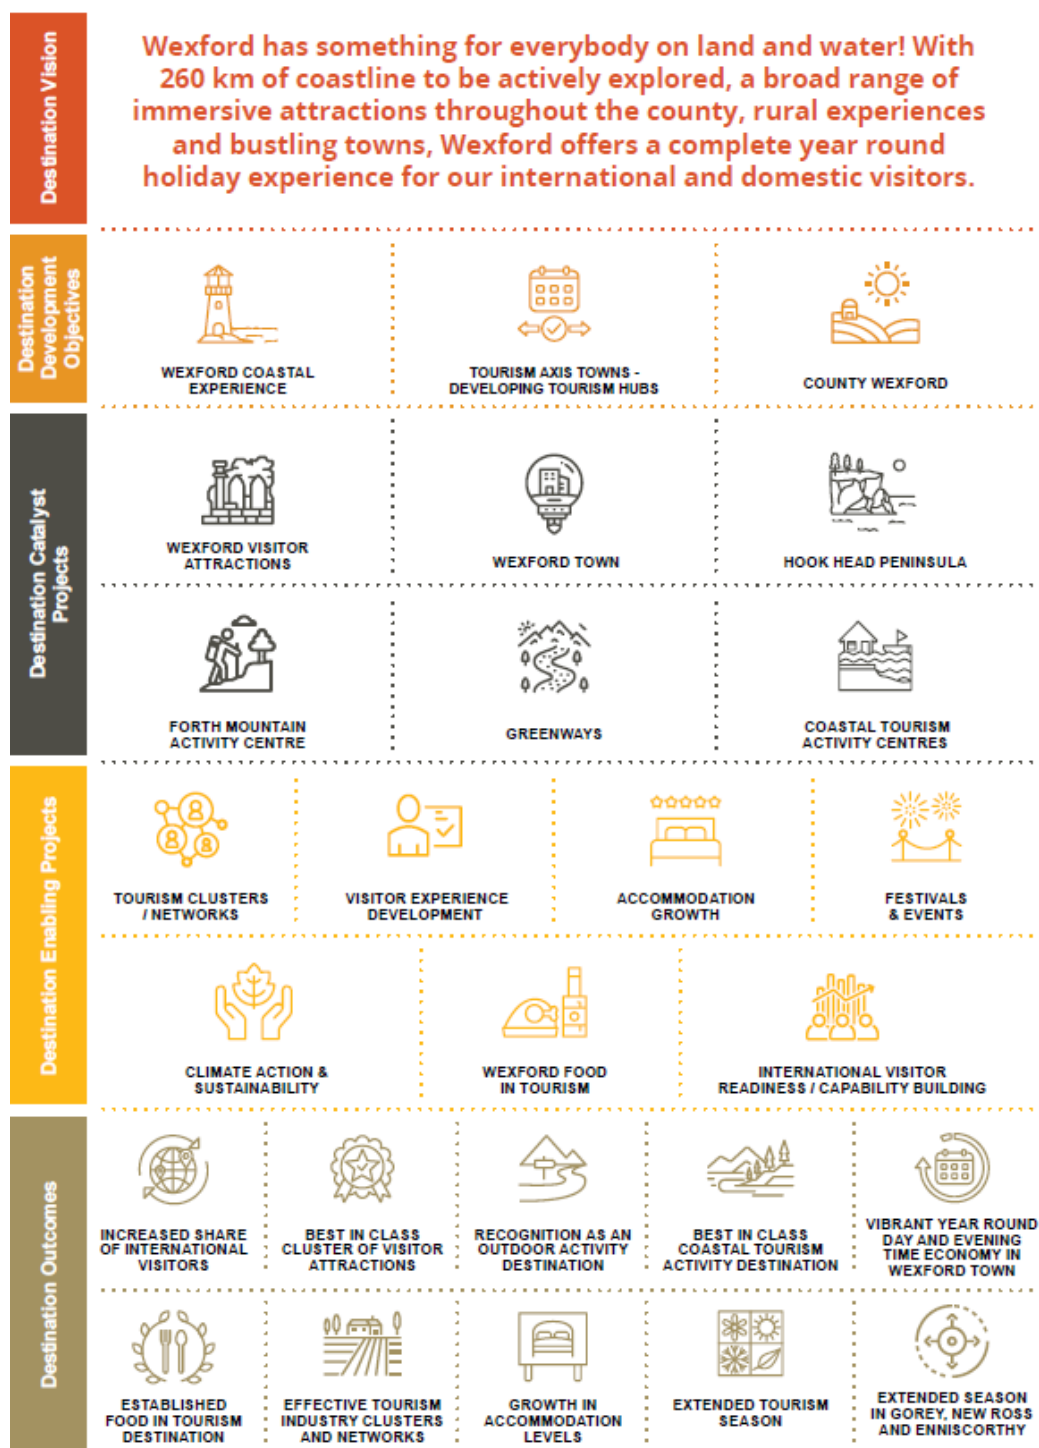 Destination Vision
Wexford has something for everybody on land and water! With
260 km of coastline to be actively explored, a broad range of
immersive attractions throughout the county, rural experiences
and bustling towns, Wexford offers a complete year round
holiday experience for our international and domestic visitors.
Destination
Development
Objectives
WEXFORD COASTAL
EXPERIENCE
TOURISM AXIS TOWNS -
DEVELOPING TOURISM HUBS
COUNTY WEXFORD
Destination Catalyst
Projects
WEXFORD VISITOR
ATTRACTIONS
WEXFORD TOWN
HOOK HEAD PENINSULA
FORTH MOUNTAIN
ACTIVITY CENTRE
GREENWAYS
COASTAL TOURISM
ACTIVITY CENTRES
Destination Enabling Projects
TOURISM CLUSTERS
/ NETWORKS
VISITOR EXPERIENCE
DEVELOPMENT
ACCOMMODATION
GROWTH
FESTIVALS
& EVENTS
CLIMATE ACTION &
SUSTAINABILITY
WEXFORD FOOD
IN TOURISM
INTERNATIONAL VISITOR
READINESS / CAPABILITY BUILDING
Destination Outcomes
INCREASED SHARE
OF INTERNATIONAL
VISITORS
BEST IN CLASS
CLUSTER OF VISITOR
ATTRACTIONS
RECOGNITION AS AN
OUTDOOR ACTIVITY
DESTINATION
BEST IN CLASS
COASTAL TOURISM
ACTIVITY DESTINATION
VIBRANT YEAR ROUND
DAY AND EVENING
TIME ECONOMY IN
WEXFORD TOWN
ESTABLISHED
FOOD IN TOURISM
DESTINATION
EFFECTIVE TOURISM
INDUSTRY CLUSTERS
AND NETWORKS
GROWTH IN
ACCOMMODATION
LEVELS
EXTENDED TOURISM
SEASON
EXTENDED SEASON
IN GOREY, NEW ROSS
AND ENNISCORTHY